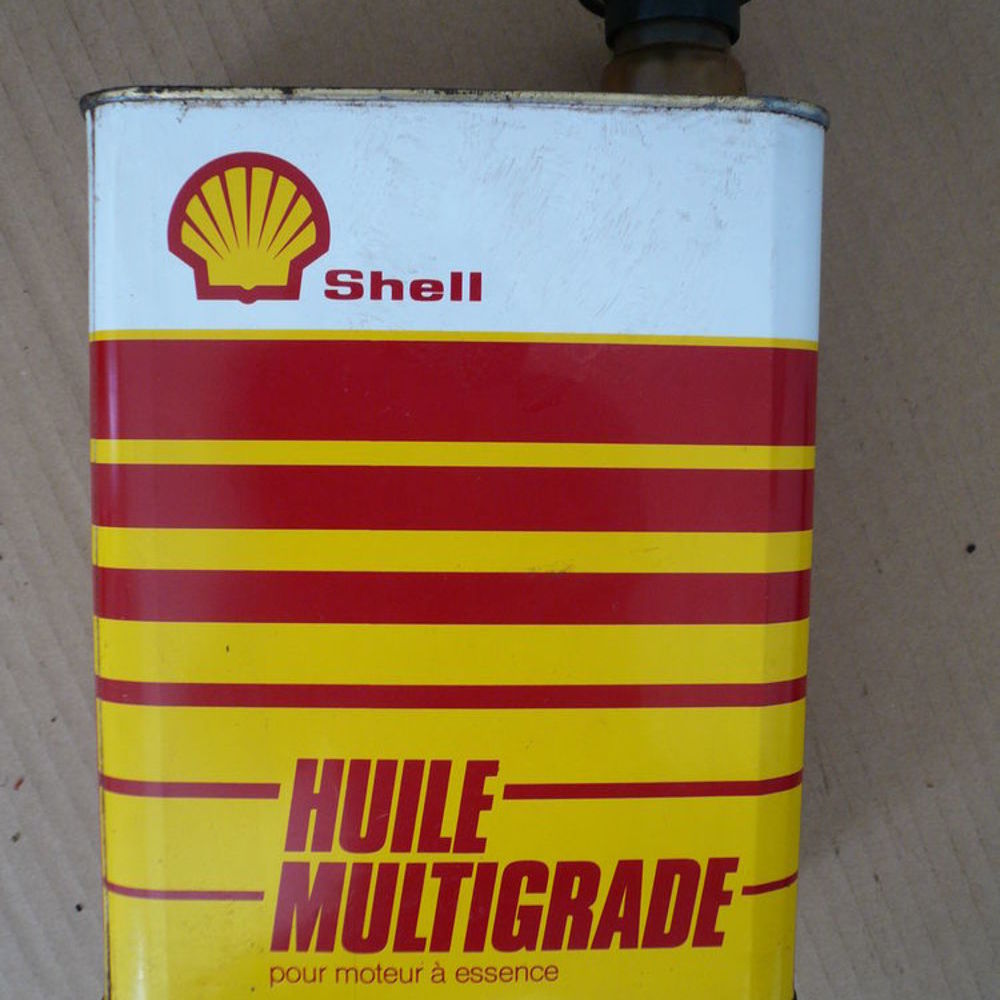 Shell
HUILE
MULTIGRADE
pour moteur à essence